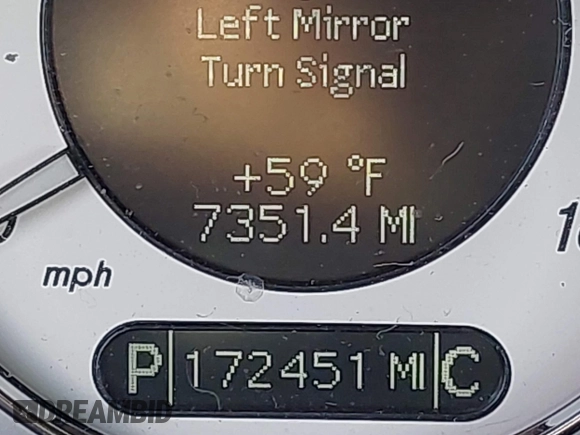 Left Mirror
Turn Signal
+59 °F
7351.4 MI
mph
P 172451 MI C
DREAMBID